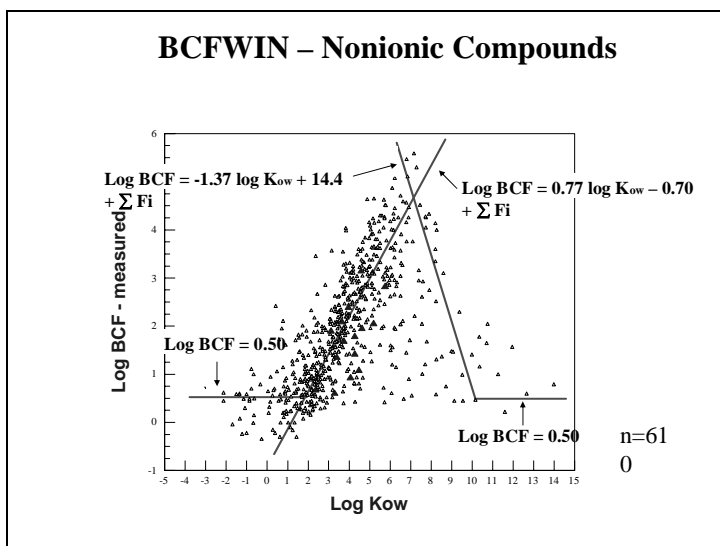 BCFWIN – Nonionic Compounds
Log BCF = -1.37 log Kow + 14.4
+ ∑ Fi
Log BCF = 0.77 log Kow – 0.70
+ ∑ Fi
Log BCF = 0.50
Log BCF = 0.50
n=61
0
Log BCF - measured
6
4
3
2
1
0
-1
-5 -4 -3 -2 -1 0 1 2 3 4 5 6 7 8 9 10 11 12 13 14 15
Log Kow